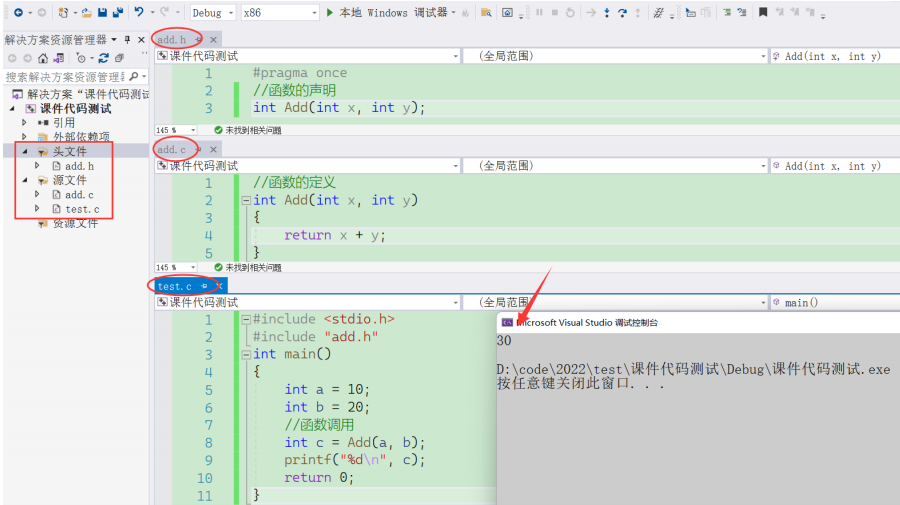 Debug
x86
本地 Windows 调试器
解决方案资源管理器
搜索解决方案资源管理器
解决方案"课件代码测试
课件代码测试
引用
外部依赖项
头文件
add.h
源文件
add.c
test.c
资源文件
add.h
课件代码测试
(全局范围)
Add(int x, int y)
1 #pragma once
2 //函数的声明
3 int Add(int x, int y);
145 %
未找到相关问题
add.c
课件代码测试
(全局范围)
Add(int x, int y)
1 //函数的定义
2 int Add(int x, int y)
3 {
4 return x + y;
5 }
145 %
未找到相关问题
test.c
课件代码测试
(全局范围)
main()
1 #include <stdio.h>
2 #include "add.h"
3 int main()
4 {
5 int a = 10;
6 int b = 20;
7 //函数调用
8 int c = Add(a, b);
9 printf("%d\n", c);
10 return 0;
11 }
Microsoft Visual Studio 调试控制台
30
D:\code\2022\test\课件代码测试\Debug\课件代码测试.exe
按任意键关闭此窗口. . .